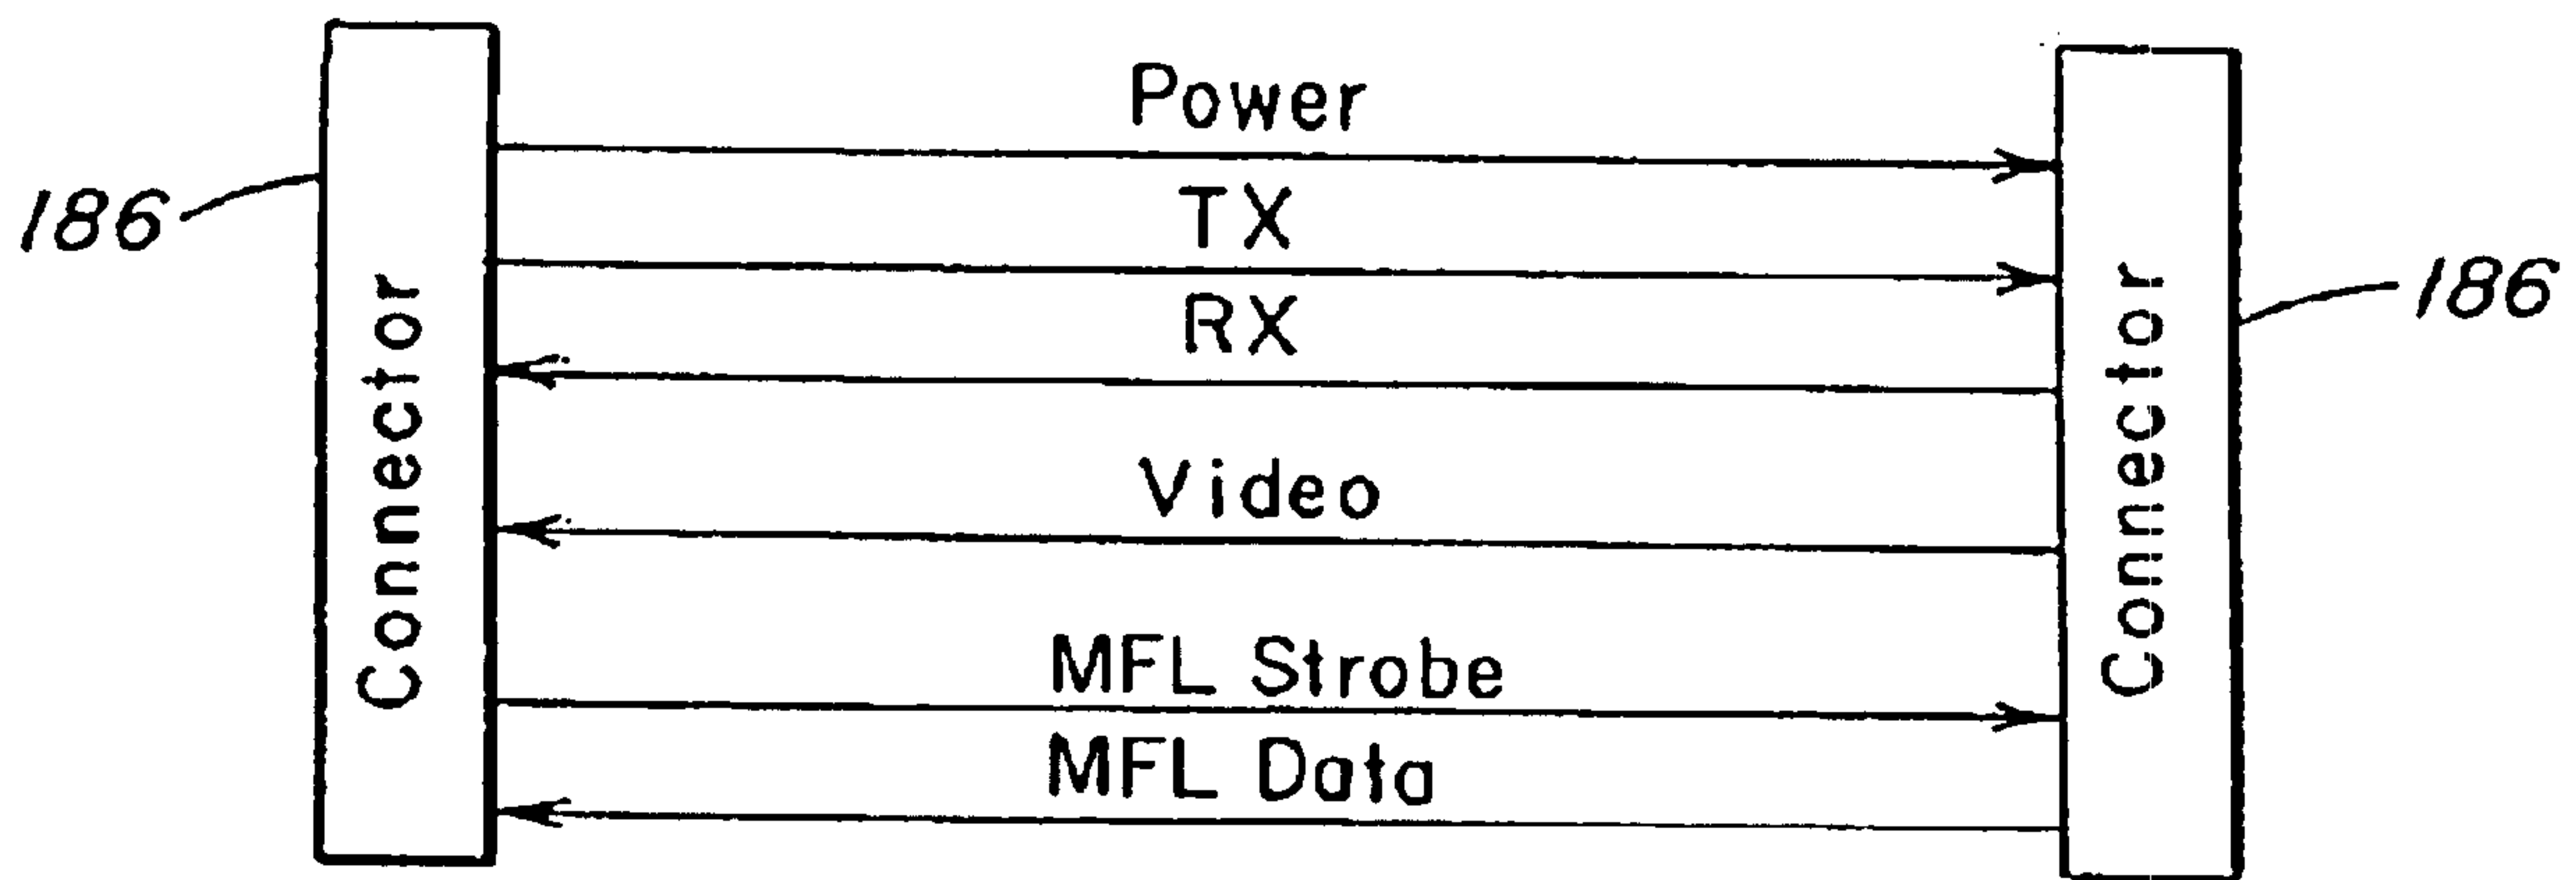 Power
186
TX
Connector
RX
Connector
186
Video
MFL Strobe
MFL Data